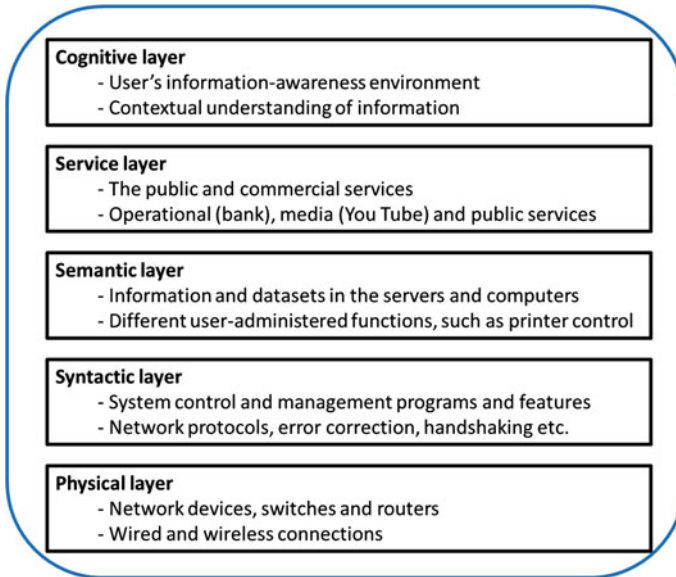 Cognitive layer
- User's information-awareness environment
- Contextual understanding of information
Service layer
- The public and commercial services
- Operational (bank), media (You Tube) and public services
Semantic layer
- Information and datasets in the servers and computers
- Different user-administered functions, such as printer control
Syntactic layer
- System control and management programs and features
- Network protocols, error correction, handshaking etc.
Physical layer
- Network devices, switches and routers
- Wired and wireless connections